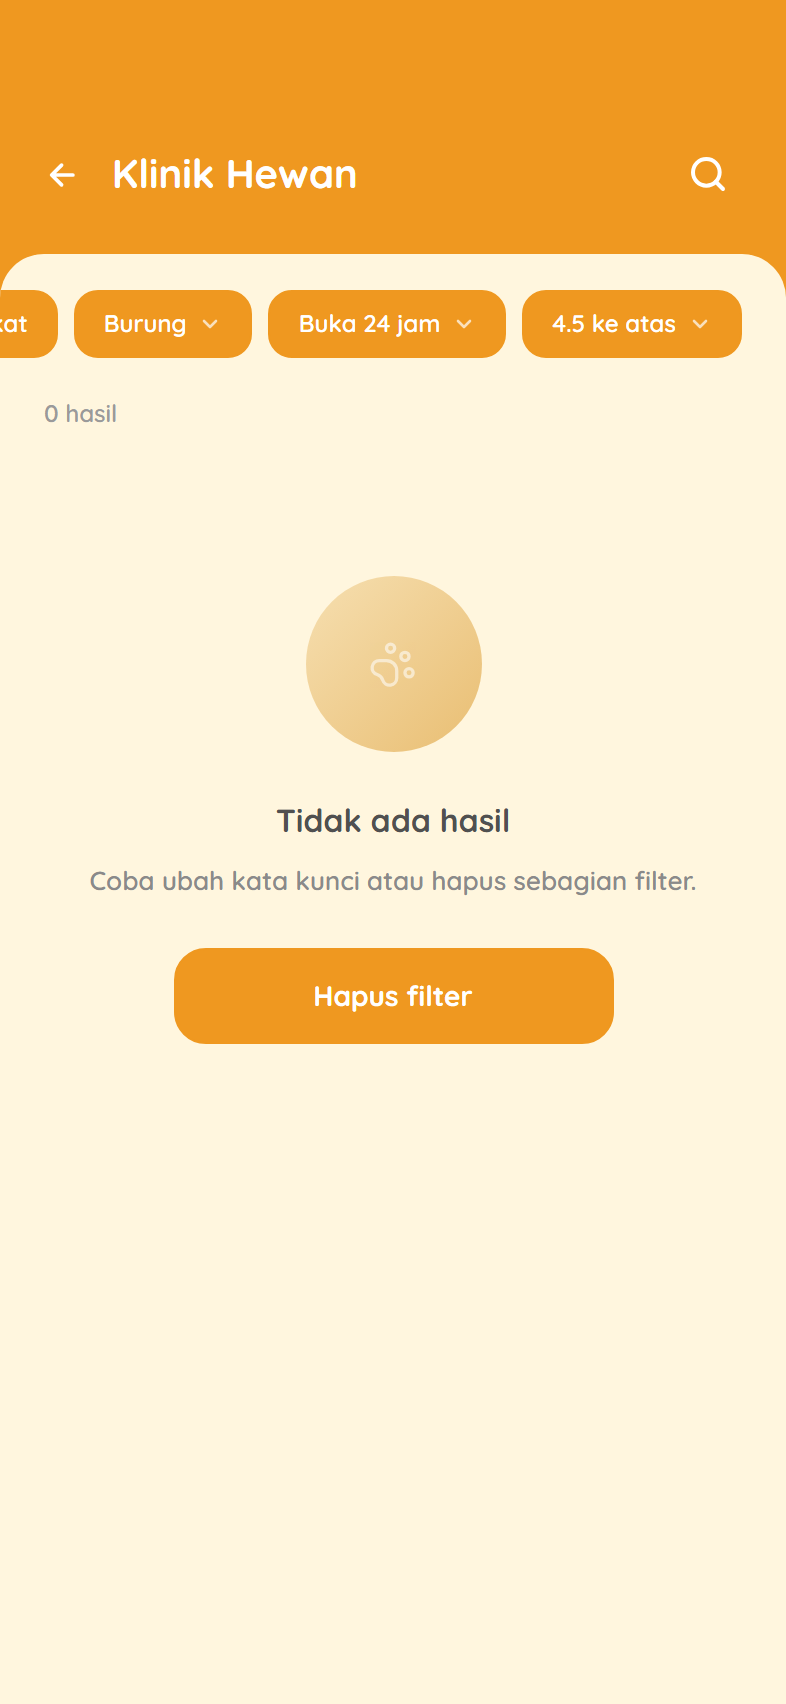 Klinik Hewan
Burung
Buka 24 jam
4.5 ke atas
0 hasil
Tidak ada hasil
Coba ubah kata kunci atau hapus sebagian filter.
Hapus filter